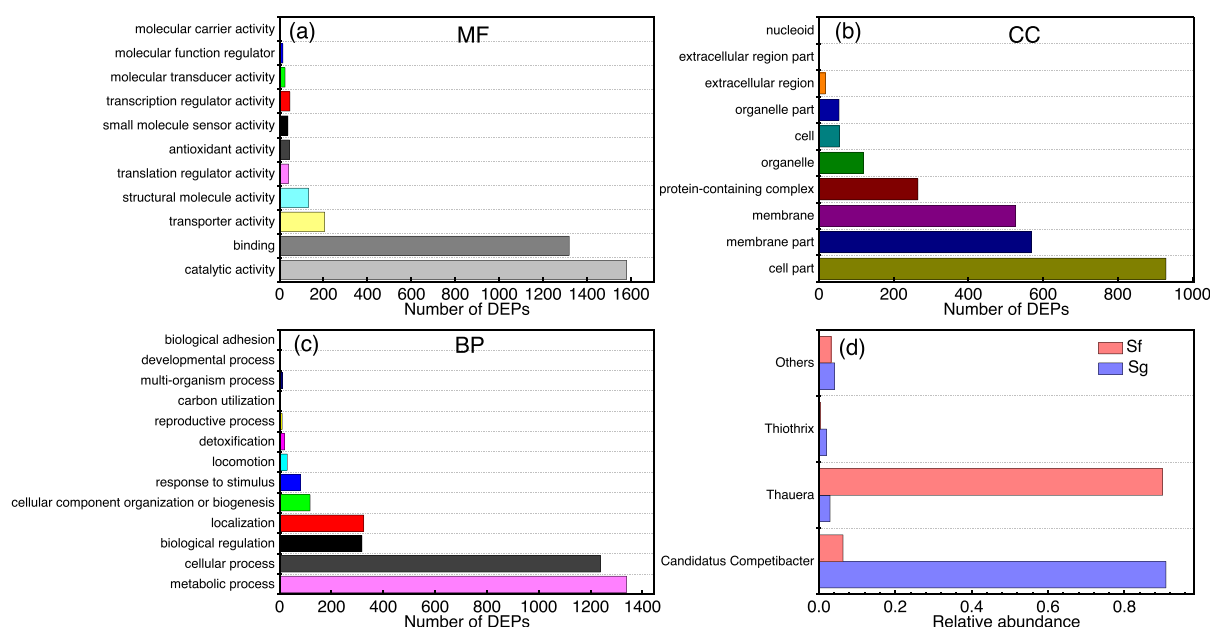 (a) MF
molecular carrier activity
molecular function regulator
molecular transducer activity
transcription regulator activity
small molecule sensor activity
antioxidant activity
translation regulator activity
structural molecule activity
transporter activity
binding
catalytic activity
0 200 400 600 800 1000 1200 1400 1600
Number of DEPs
(b) CC
nucleoid
extracellular region part
extracellular region
organelle part
cell
organelle
protein-containing complex
membrane
membrane part
cell part
0 200 400 600 800 1000
Number of DEPs
(c) BP
biological adhesion
developmental process
multi-organism process
carbon utilization
reproductive process
detoxification
locomotion
response to stimulus
cellular component organization or biogenesis
localization
biological regulation
cellular process
metabolic process
0 200 400 600 800 1000 1200 1400
Number of DEPs
(d)
Sf
Sg
Others
Thiothrix
Thauera
Candidatus Competibacter
0.0 0.2 0.4 0.6 0.8
Relative abundance